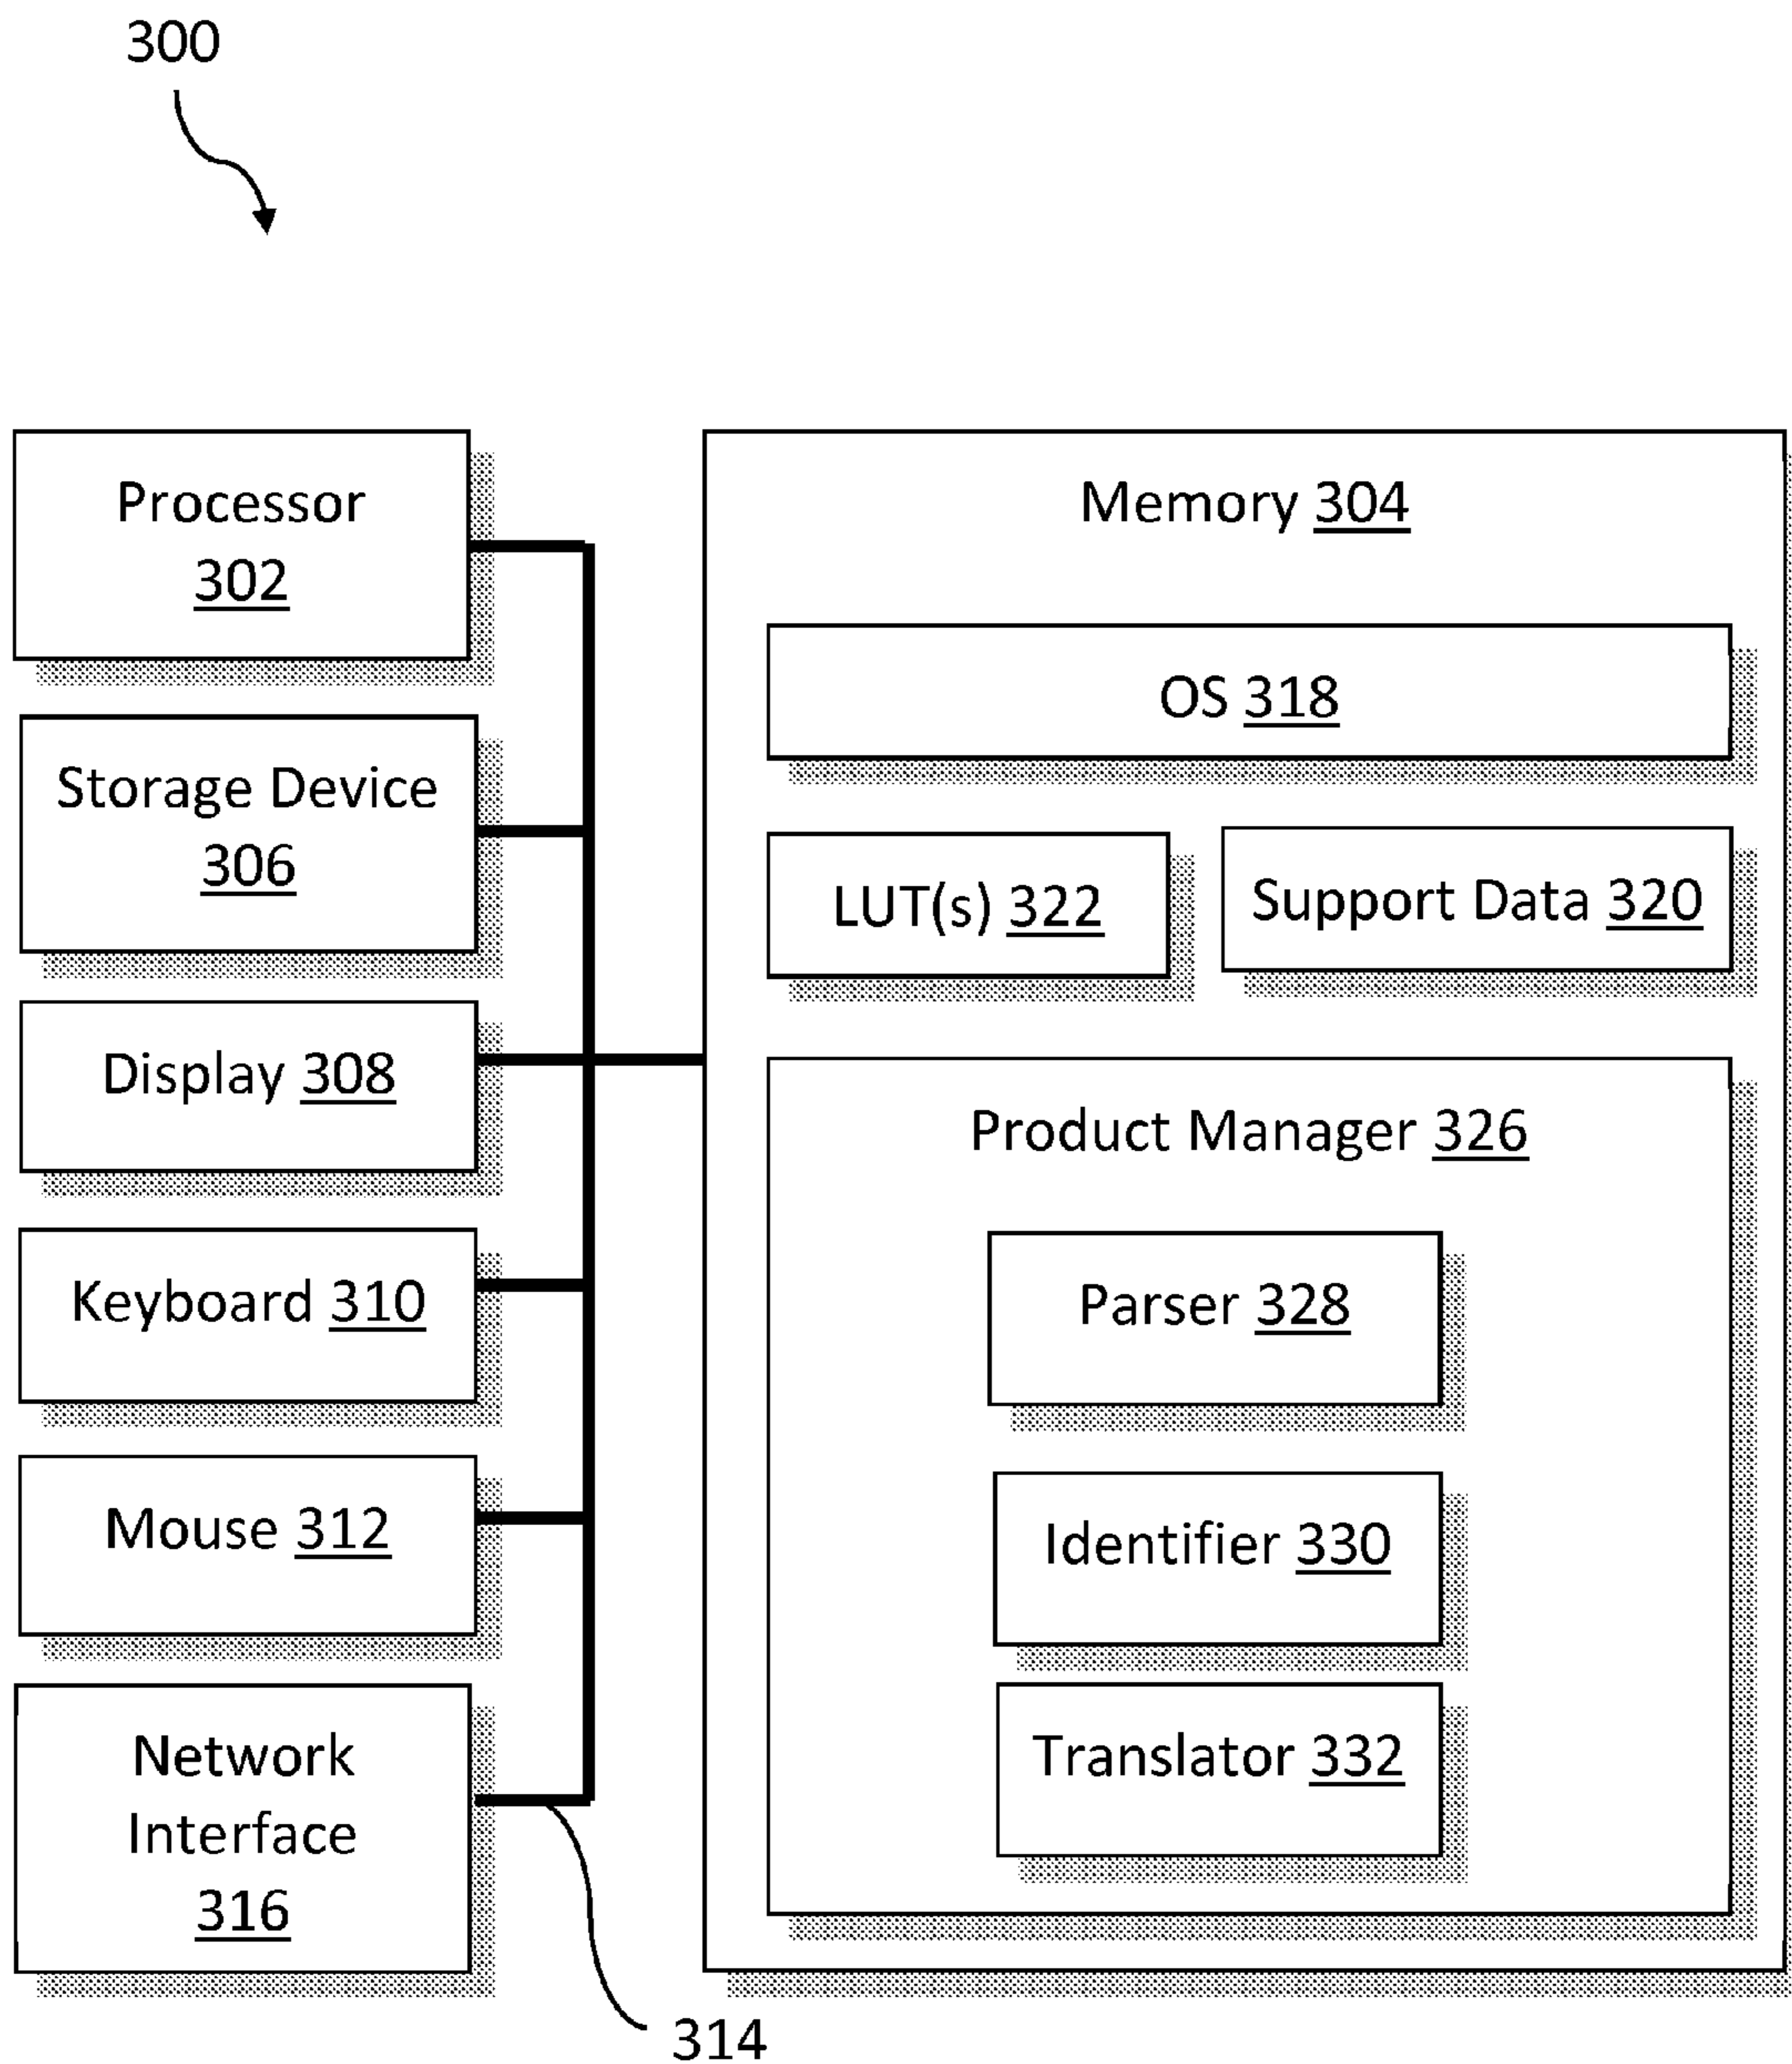 300
Processor
302
Storage Device
306
Display 308
Keyboard 310
Mouse 312
Network
Interface
316
314
Memory 304
OS 318
LUT(s) 322
Support Data 320
Product Manager 326
Parser 328
Identifier 330
Translator 332